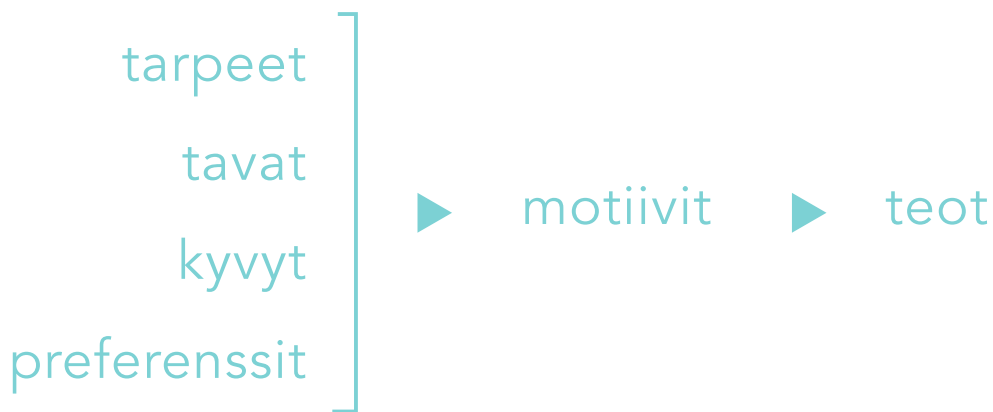 tarpeet
tavat
kyvyt
preferenssit
motiivit
teot